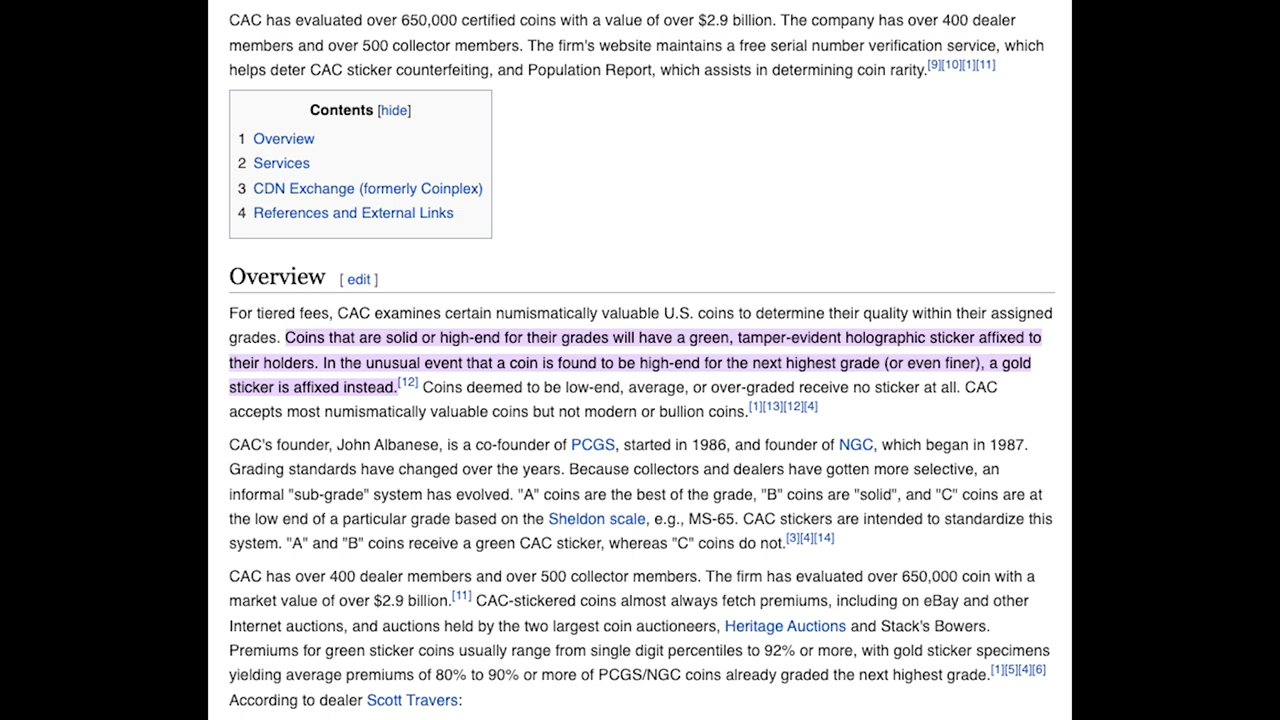 CAC has evaluated over 650,000 certified coins with a value of over $2.9 billion. The company has over 400 dealer
members and over 500 collector members. The firm's website maintains a free serial number verification service, which
helps deter CAC sticker counterfeiting, and Population Report, which assists in determining coin rarity.[9][10][1][11]
Contents [hide]
1 Overview
2 Services
3 CDN Exchange (formerly Coinplex)
4 References and External Links
Overview [ edit ]
For tiered fees, CAC examines certain numismatically valuable U.S. coins to determine their quality within their assigned
grades. Coins that are solid or high-end for their grades will have a green, tamper-evident holographic sticker affixed to
their holders. In the unusual event that a coin is found to be high-end for the next highest grade (or even finer), a gold
sticker is affixed instead.[12] Coins deemed to be low-end, average, or over-graded receive no sticker at all. CAC
accepts most numismatically valuable coins but not modern or bullion coins.[1][13][12][4]
CAC's founder, John Albanese, is a co-founder of PCGS, started in 1986, and founder of NGC, which began in 1987.
Grading standards have changed over the years. Because collectors and dealers have gotten more selective, an
informal "sub-grade" system has evolved. "A" coins are the best of the grade, "B" coins are "solid", and "C" coins are at
the low end of a particular grade based on the Sheldon scale, e.g., MS-65. CAC stickers are intended to standardize this
system. "A" and "B" coins receive a green CAC sticker, whereas "C" coins do not.[3][4][14]
CAC has over 400 dealer members and over 500 collector members. The firm has evaluated over 650,000 coin with a
market value of over $2.9 billion.[11] CAC-stickered coins almost always fetch premiums, including on eBay and other
Internet auctions, and auctions held by the two largest coin auctioneers, Heritage Auctions and Stack's Bowers.
Premiums for green sticker coins usually range from single digit percentiles to 92% or more, with gold sticker specimens
yielding average premiums of 80% to 90% or more of PCGS/NGC coins already graded the next highest grade.[1][5][4][6]
According to dealer Scott Travers: